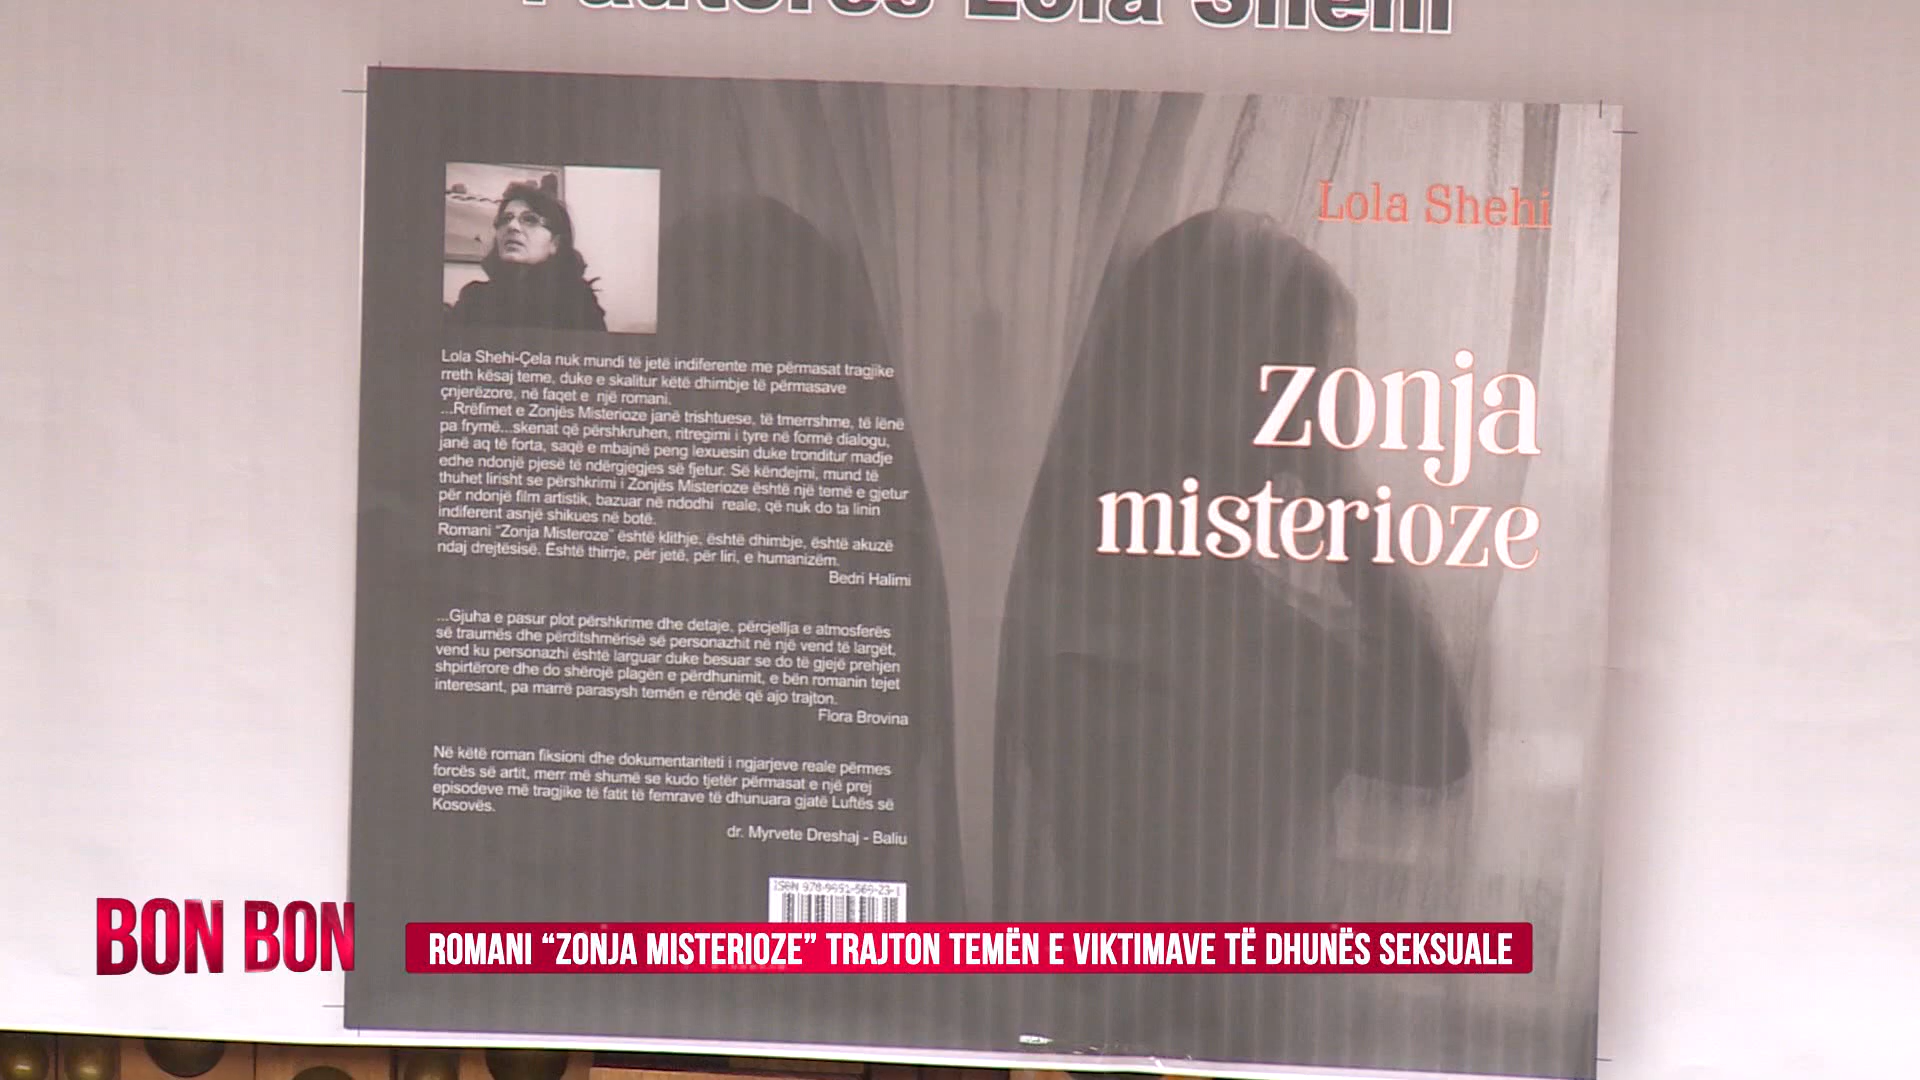 autores Lola Shehi
Lola Shehi-Çela nuk mundi të jetë indiferente me përmasat tragjike
rreth kësaj teme, duke e skalitur këtë dhimbje të përmasave
çnjerëzore, në faqet e një romani.
...Rrëfimet e Zonjës Misterioze janë trishtuese, të tmerrshme, të lënë
pa frymë...skenat që përshkruhen, ritregimi i tyre në formë dialogu,
janë aq të forta, saqë e mbajnë peng lexuesin duke tronditur madje
edhe ndonjë pjesë të ndërgjegjes së fjetur. Së këndejmi, mund të
thuhet lirisht se përshkrimi i Zonjës Misterioze është një temë e gjetur
për ndonjë film artistik, bazuar në ndodhi reale, që nuk do ta linin
indiferent asnjë shikues në botë.
Romani “Zonja Misteroze” është klithje, është dhimbje, është akuzë
ndaj drejtësisë. Është thirrje, për jetë, për liri, e humanizëm.
Bedri Halimi
...Gjuha e pasur plot përshkrime dhe detaje, përcjellja e atmosferës
së traumës dhe përditshmërisë së personazhit në një vend të largët,
vend ku personazhi është larguar duke besuar se do të gjejë prehjen
shpirtërore dhe do shërojë plagën e përdhunimit, e bën romanin tejet
interesant, pa marrë parasysh temën e rëndë që ajo trajton.
Flora Brovina
Në këtë roman fiksioni dhe dokumentariteti i ngjarjeve reale përmes
forcës së artit, merr më shumë se kudo tjetër përmasat e një prej
episodeve më tragjike të fatit të femrave të dhunuara gjatë Luftës së
Kosovës.
dr. Myrvete Dreshaj - Baliu
ISBN 978-9951-569-23-1
Lola Shehi
zonja
misterioze
BON BON
ROMANI “ZONJA MISTERIOZE” TRAJTON TEMËN E VIKTIMAVE TË DHUNËS SEKSUALE